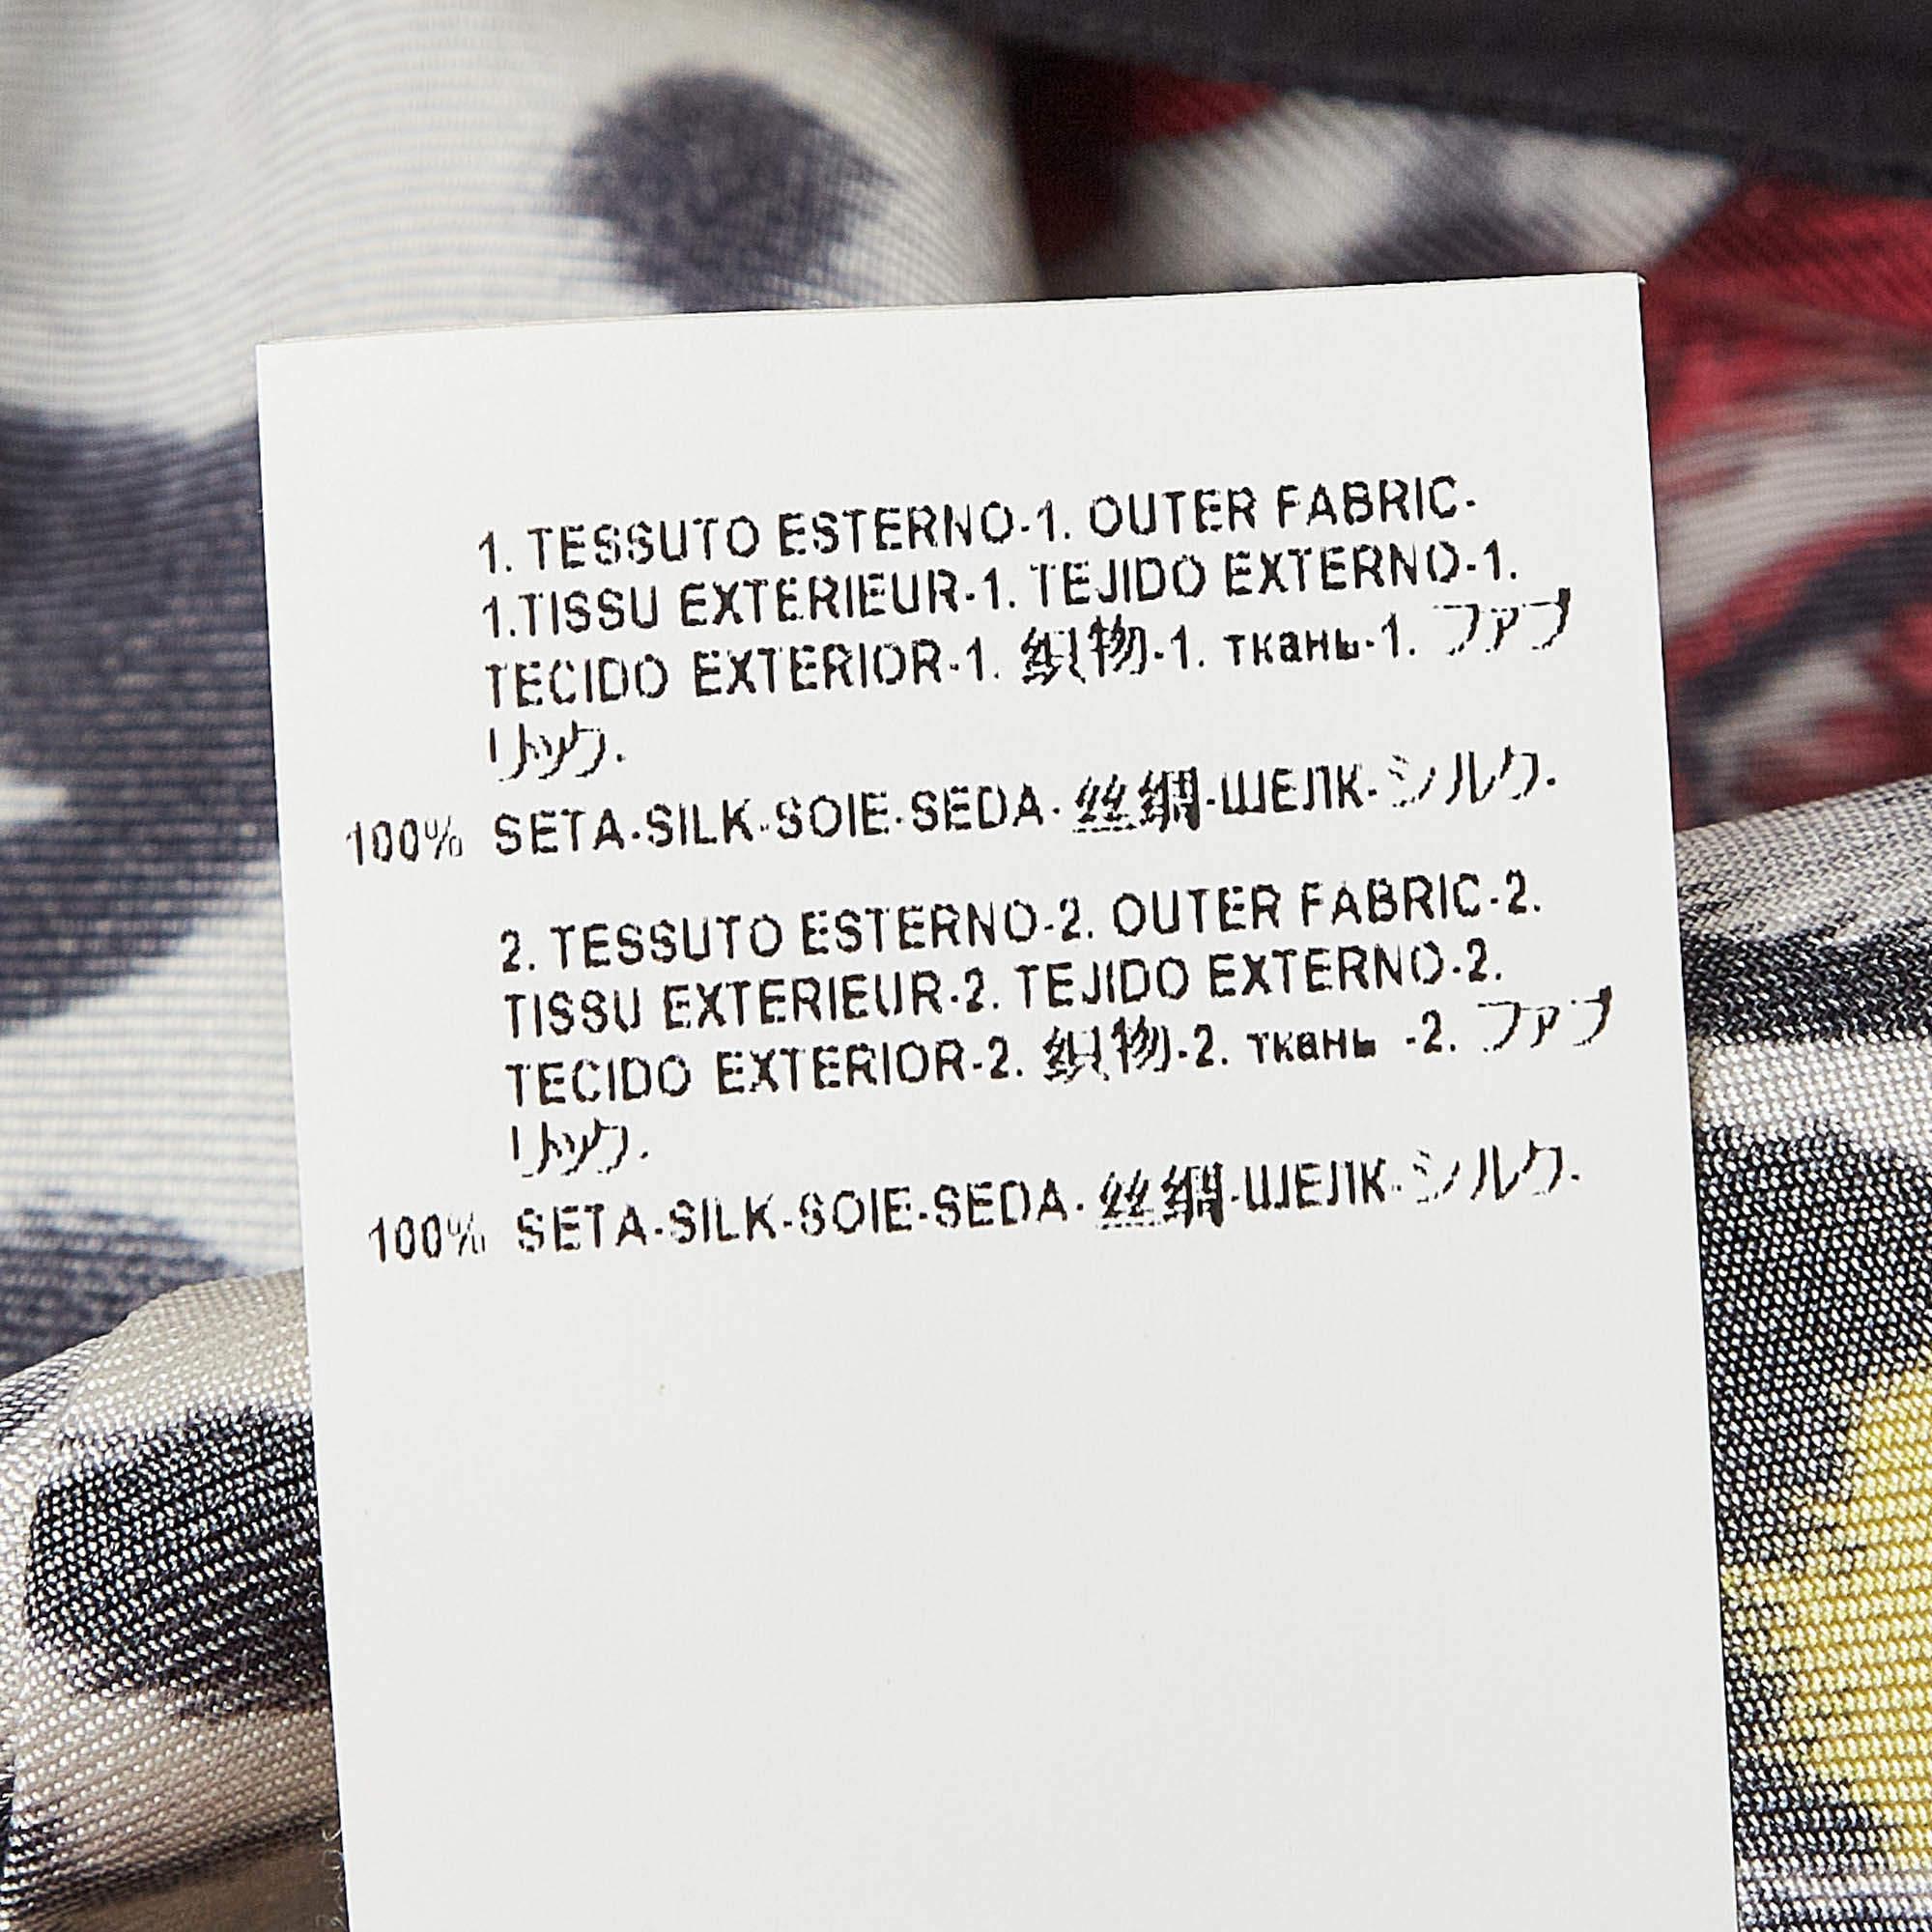 1. TESSUTO ESTERNO-1. OUTER FABRIC-
1.TISSU EXTERIEUR-1. TEJIDO EXTERNO-1.
TECIDO EXTERIOR-1. 织物-1. ткань-1. ファブ
リック.
100% SETA-SILK-SOIE-SEDA-丝绸-ШЕЛК-シルク.
2. TESSUTO ESTERNO-2. OUTER FABRIC-2.
TISSU EXTERIEUR-2. TEJIDO EXTERNO-2.
TECIDO EXTERIOR-2. 织物-2. ткань -2. ファブ
リック.
100% SETA-SILK-SOIE-SEDA-丝绸-ШЕЛК-シルク.